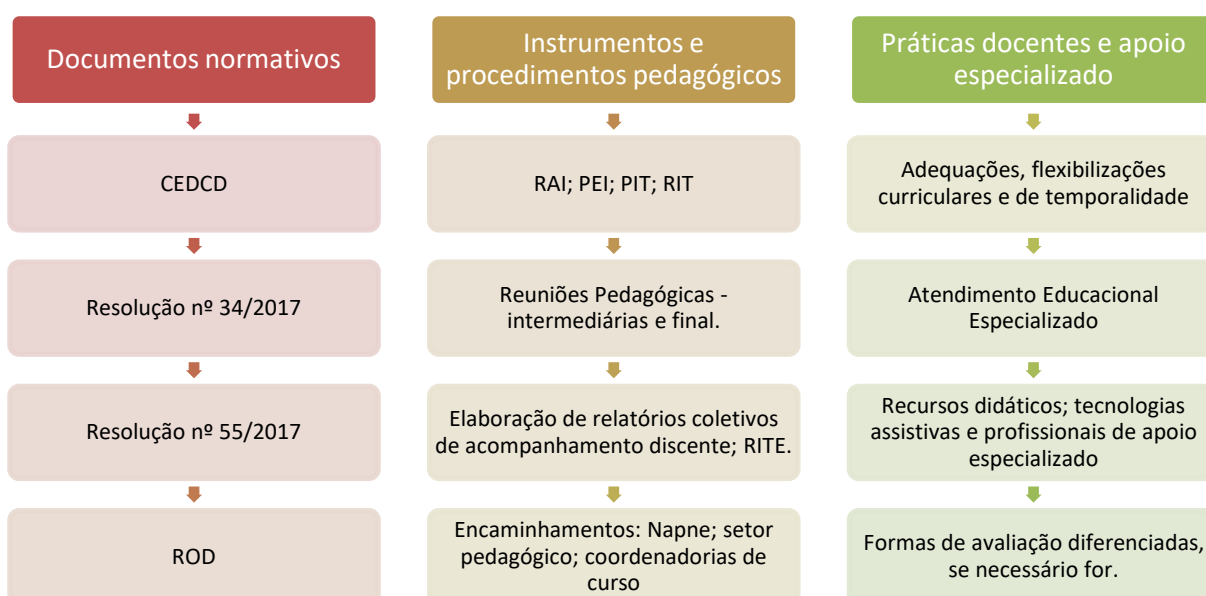 Documentos normativos
CEDCD
Resolução nº 34/2017
Resolução nº 55/2017
ROD
Instrumentos e
procedimentos pedagógicos
RAI; PEI; PIT; RIT
Reuniões Pedagógicas -
intermediárias e final.
Elaboração de relatórios coletivos
de acompanhamento discente; RITE.
Encaminhamentos: Napne; setor
pedagógico; coordenadorias de
curso
Práticas docentes e apoio
especializado
Adequações, flexibilizações
curriculares e de temporalidade
Atendimento Educacional
Especializado
Recursos didáticos; tecnologias
assistivas e profissionais de apoio
especializado
Formas de avaliação diferenciadas,
se necessário for.